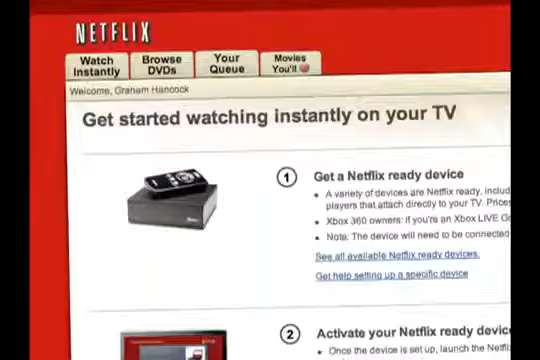 NETFLIX
Watch Instantly
Browse DVDs
Your Queue
Movies You'll
Welcome, Graham Hancock
Get started watching instantly on your TV
1 Get a Netflix ready device
• A variety of devices are Netflix ready, includ
players that attach directly to your TV. Price
• Xbox 360 owners: if you're an Xbox LIVE Go
• Note: The device will need to be connected
See all available Netflix ready devices.
Get help setting up a specific device
2 Activate your Netflix ready devic
• Once the device is set up, launch the Netfli